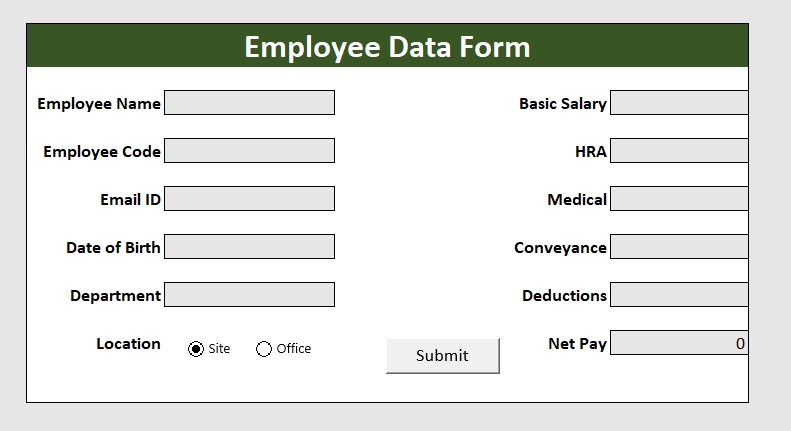 Employee Data Form
Employee Name Basic Salary
Employee Code HRA
Email ID Medical
Date of Birth Conveyance
Department Deductions
Location Site Office Submit Net Pay 0